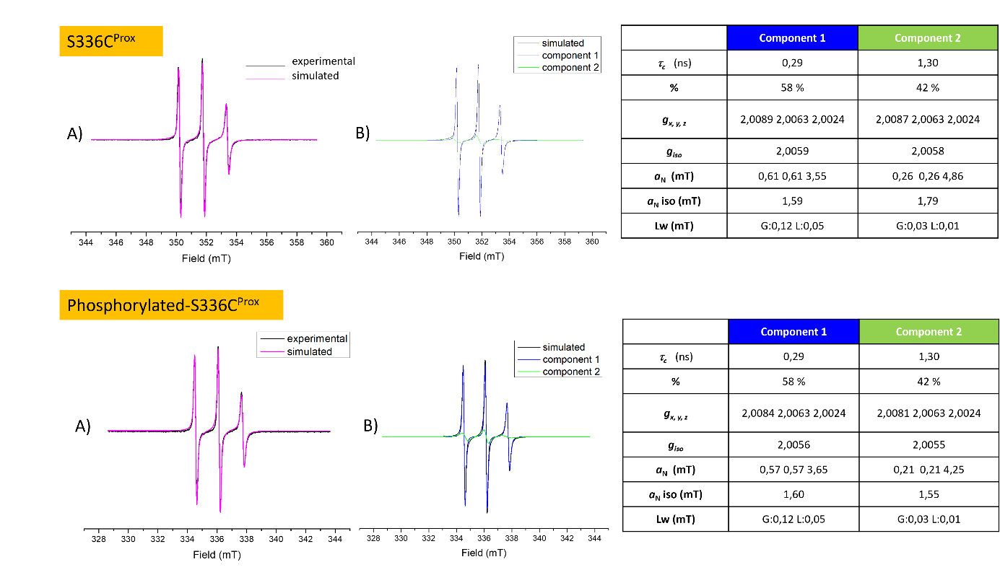 S336C^Prox
experimental
simulated
A)
344 346 348 350 352 354 356 358 360
Field (mT)
simulated
component 1
component 2
B)
344 346 348 350 352 354 356 358 360
Field (mT)
Component 1 Component 2
τc (ns) 0,29 1,30
% 58 % 42 %
gx, y, z 2,0089 2,0063 2,0024 2,0087 2,0063 2,0024
giso 2,0059 2,0058
aN (mT) 0,61 0,61 3,55 0,26 0,26 4,86
aN iso (mT) 1,59 1,79
Lw (mT) G:0,12 L:0,05 G:0,03 L:0,01
Phosphorylated-S336C^Prox
experimental
simulated
A)
328 330 332 334 336 338 340 342 344
Field (mT)
simulated
component 1
component 2
B)
328 330 332 334 336 338 340 342 344
Field (mT)
Component 1 Component 2
τc (ns) 0,29 1,30
% 58 % 42 %
gx, y, z 2,0084 2,0063 2,0024 2,0081 2,0063 2,0024
giso 2,0056 2,0055
aN (mT) 0,57 0,57 3,65 0,21 0,21 4,25
aN iso (mT) 1,60 1,55
Lw (mT) G:0,12 L:0,05 G:0,03 L:0,01